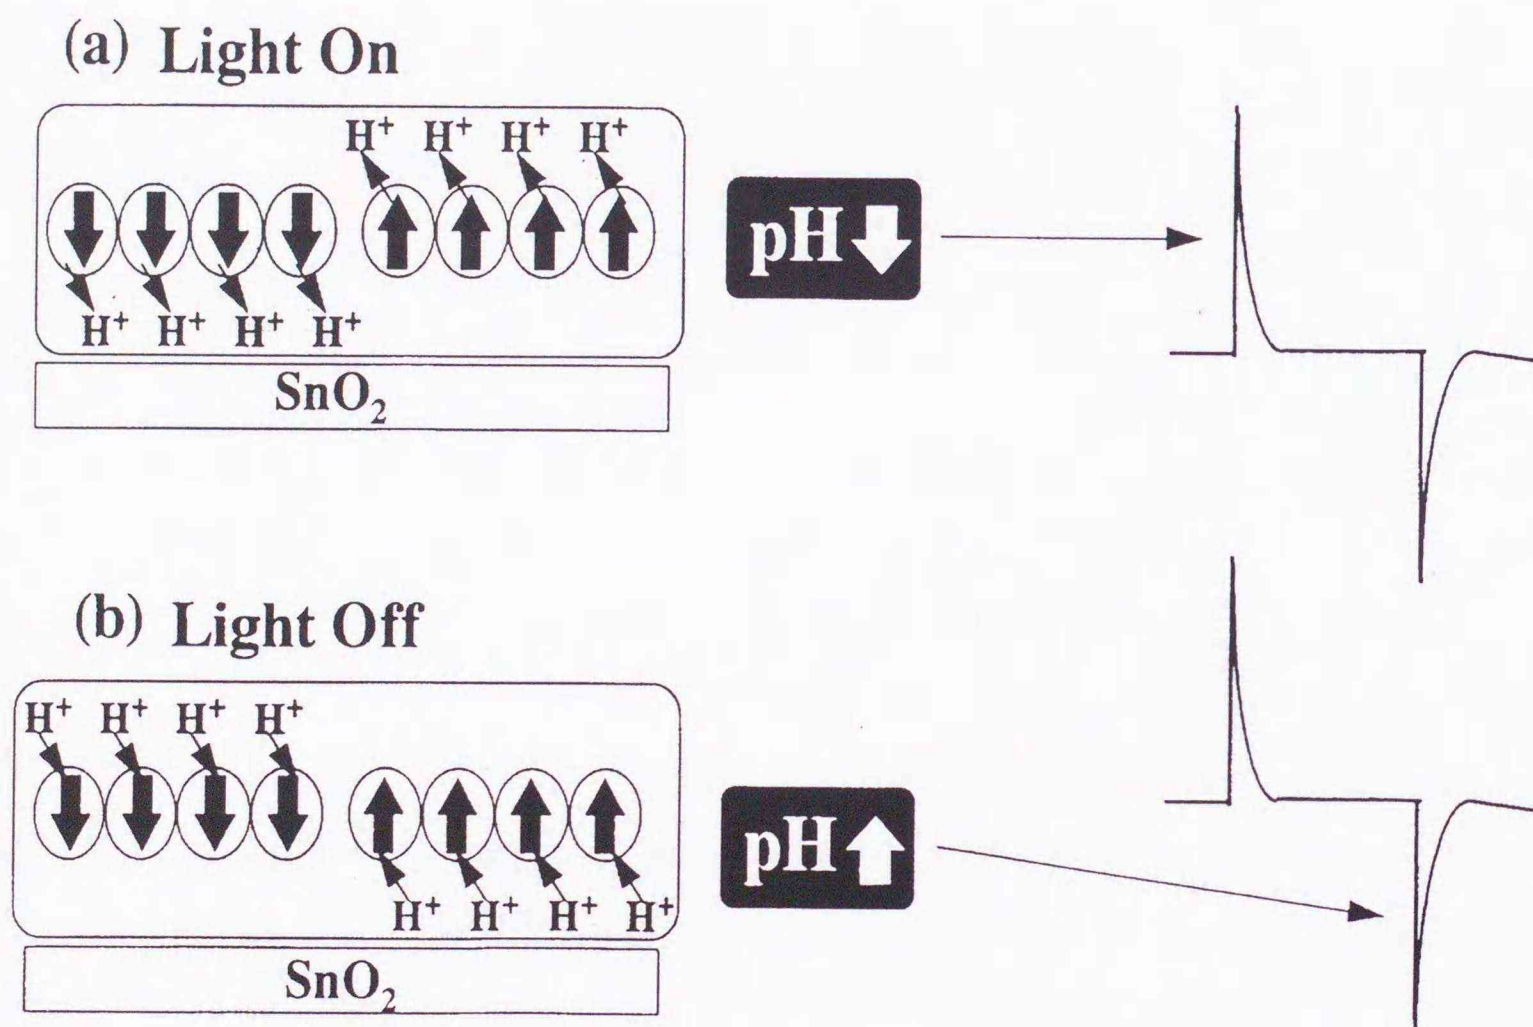 (a) Light On
H⁺ H⁺ H⁺ H⁺
H⁺ H⁺ H⁺ H⁺
pH
SnO₂
(b) Light Off
H⁺ H⁺ H⁺ H⁺
pH
H⁺ H⁺ H⁺ H⁺
SnO₂